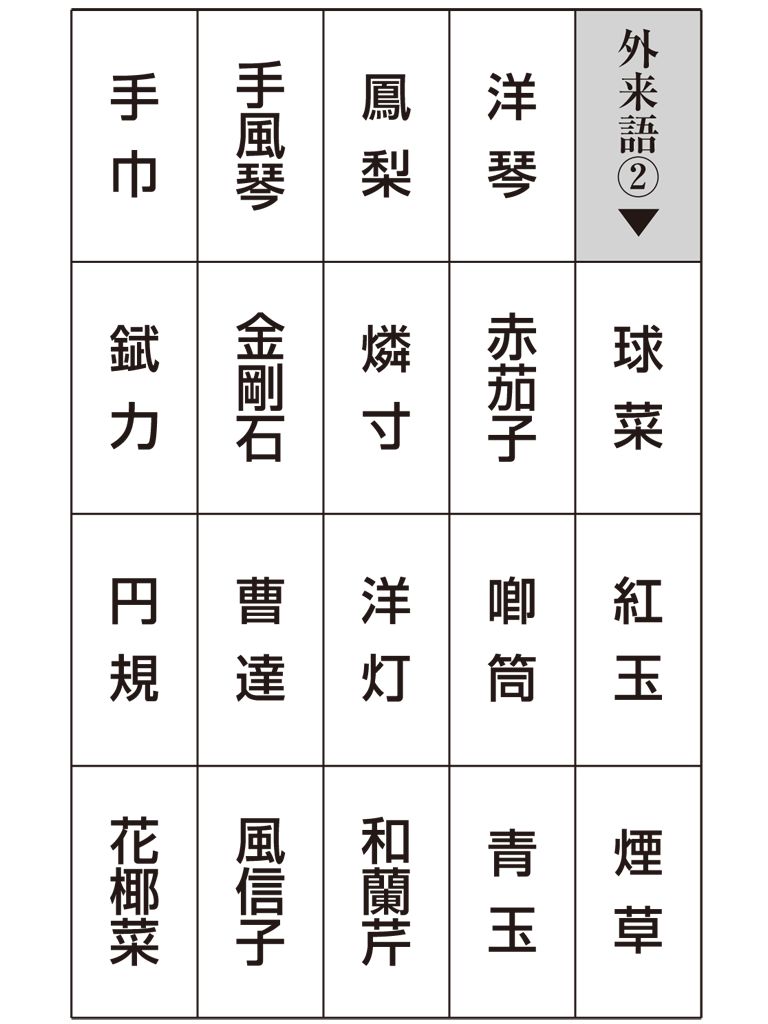 外来語②▼
球菜
紅玉
煙草
洋琴
赤茄子
喞筒
青玉
鳳梨
燐寸
洋灯
和蘭芹
手風琴
金剛石
曹達
風信子
手巾
錻力
円規
花椰菜